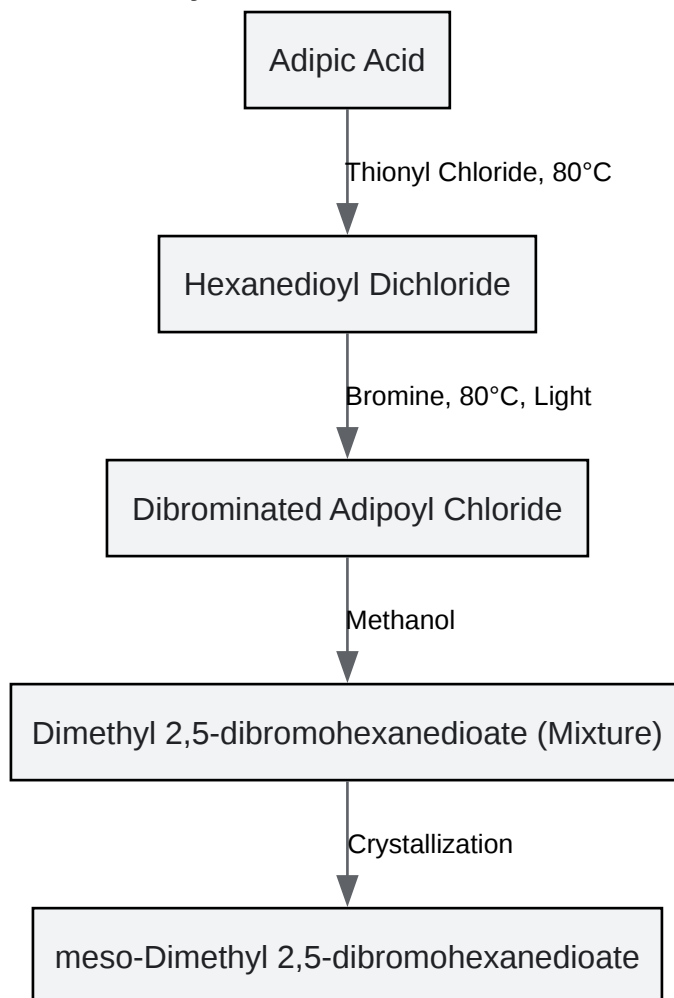 Adipic Acid
Thionyl Chloride, 80°C
Hexanedioyl Dichloride
Bromine, 80°C, Light
Dibrominated Adipoyl Chloride
Methanol
Dimethyl 2,5-dibromohexanedioate (Mixture)
Crystallization
meso-Dimethyl 2,5-dibromohexanedioate